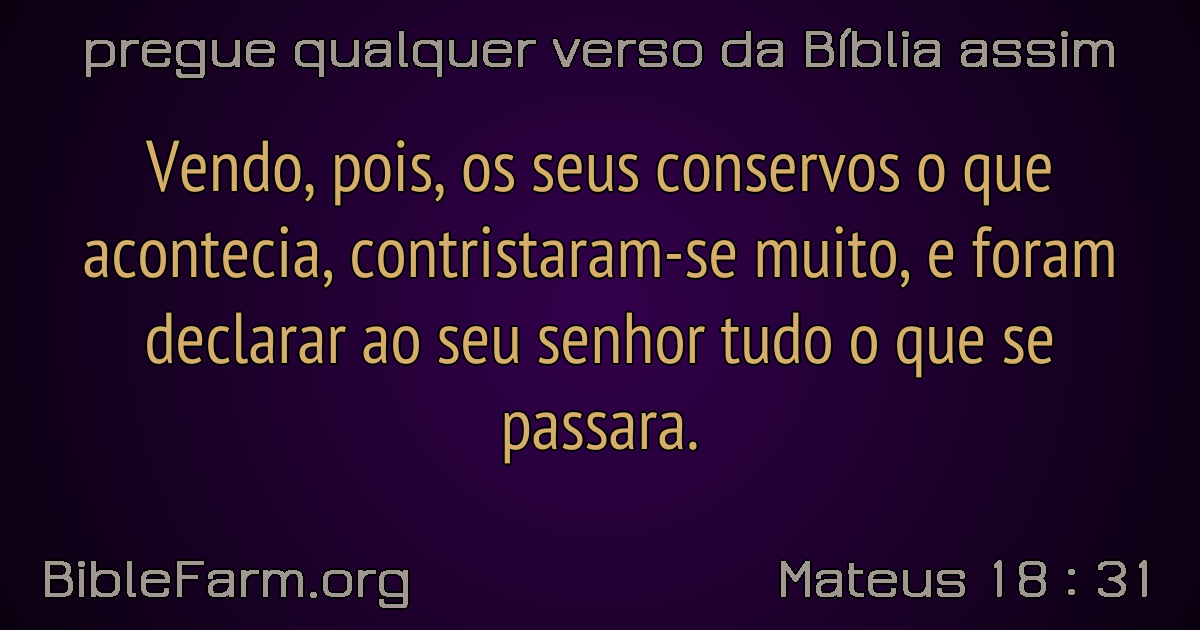 pregue qualquer verso da Bíblia assim
Vendo, pois, os seus conservos o que
acontecia, contristaram-se muito, e foram
declarar ao seu senhor tudo o que se
passara.
BibleFarm.org
Mateus 18 : 31